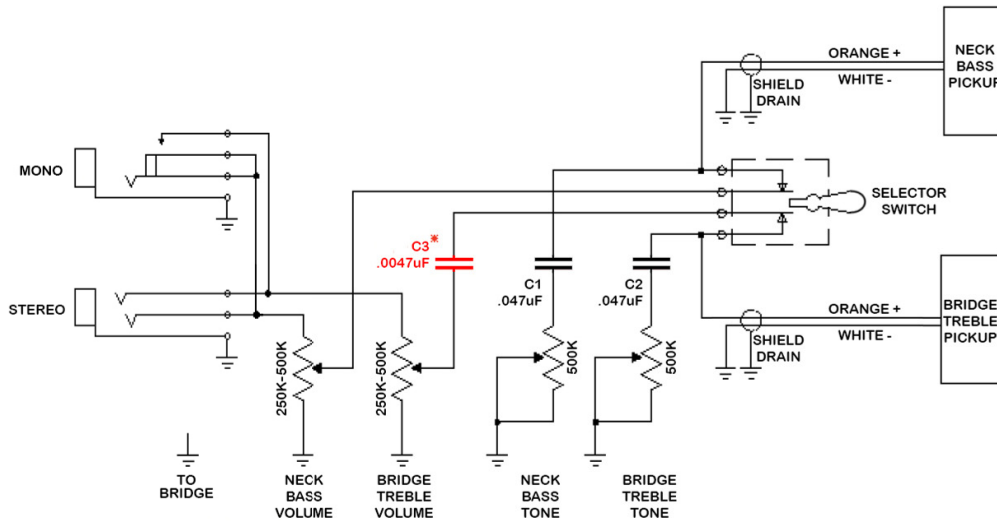 ORANGE +
WHITE -
SHIELD
DRAIN
NECK
BASS
PICKUP
MONO
SELECTOR
SWITCH
C3*
.0047uF
C1
.047uF
C2
.047uF
STEREO
ORANGE +
WHITE -
SHIELD
DRAIN
BRIDGE
TREBLE
PICKUP
250K-500K
250K-500K
500K
500K
TO
BRIDGE
NECK
BASS
VOLUME
BRIDGE
TREBLE
VOLUME
NECK
BASS
TONE
BRIDGE
TREBLE
TONE